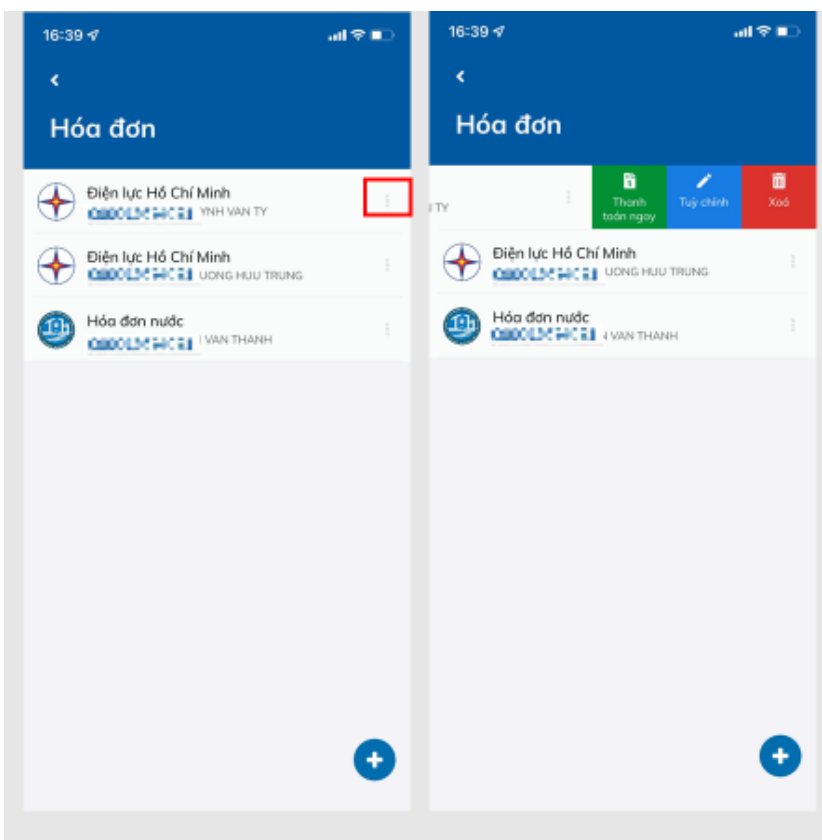 16:39
Hóa đơn
Điện lực Hồ Chí Minh
YNH VAN TY
Điện lực Hồ Chí Minh
UONG HUU TRUNG
Hóa đơn nước
VAN THANH
16:39
Hóa đơn
TY
Thanh
toán ngay
Tuỳ chỉnh
Xoá
Điện lực Hồ Chí Minh
UONG HUU TRUNG
Hóa đơn nước
VAN THANH